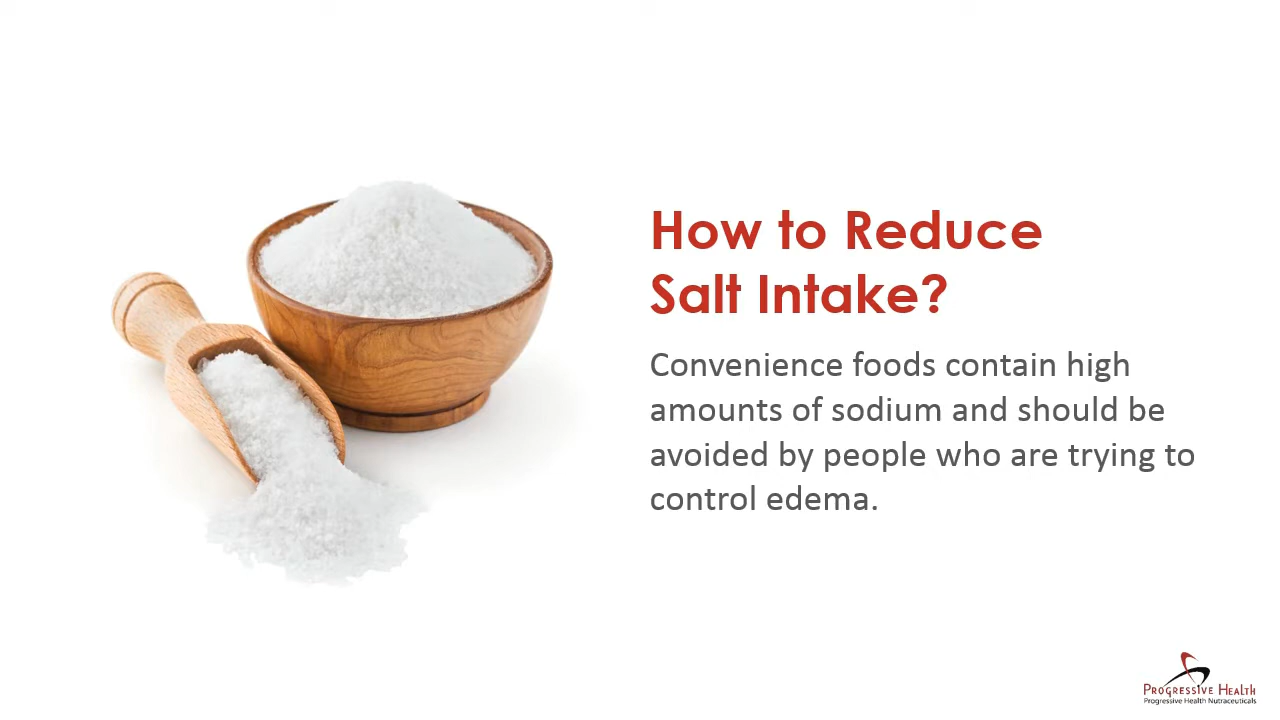 How to Reduce
Salt Intake?
Convenience foods contain high
amounts of sodium and should be
avoided by people who are trying to
control edema.
Progressive Health
Progressive Health Nutraceuticals